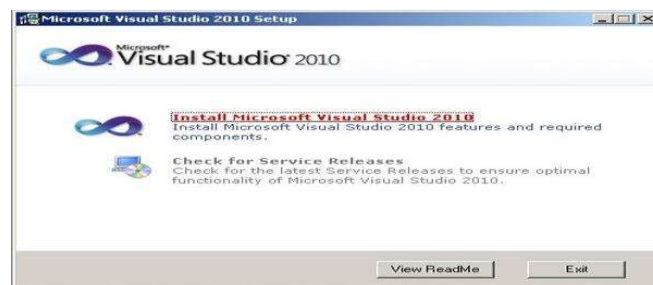 Microsoft Visual Studio 2010 Setup
Microsoft®
Visual Studio® 2010
Install Microsoft Visual Studio 2010
Install Microsoft Visual Studio 2010 features and required
components.
Check for Service Releases
Check for the latest Service Releases to ensure optimal
functionality of Microsoft Visual Studio 2010.
View ReadMe
Exit